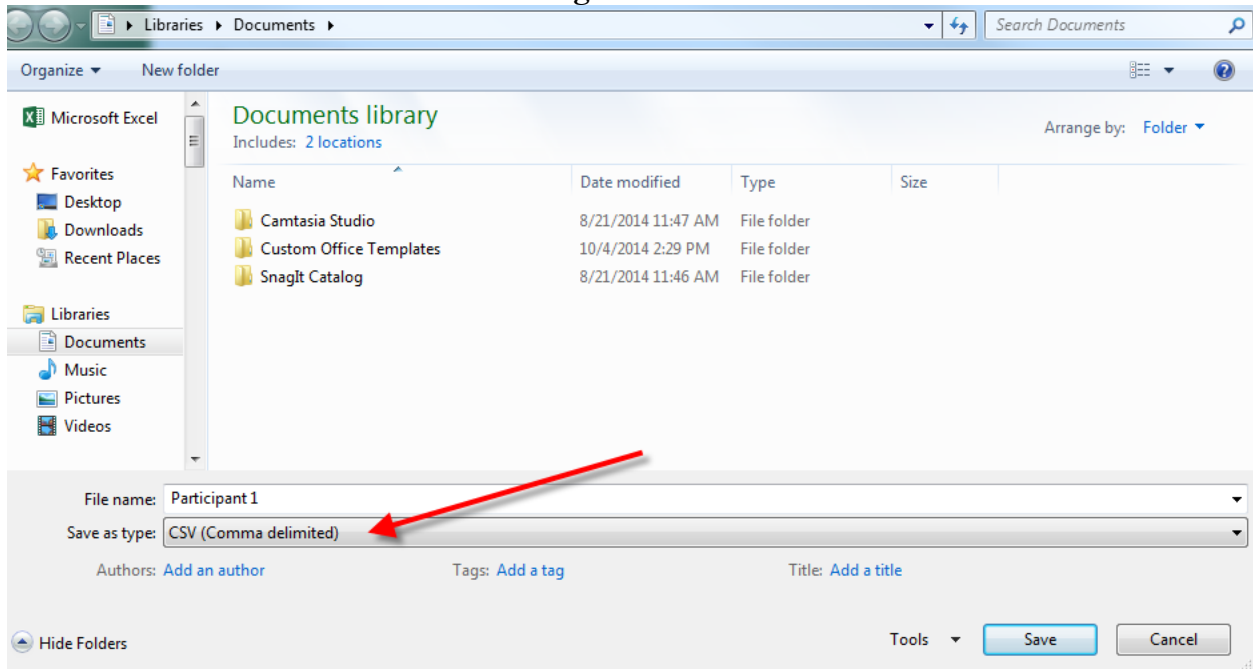 Libraries Documents Search Documents
Organize New folder
Microsoft Excel
Favorites
Desktop
Downloads
Recent Places
Libraries
Documents
Music
Pictures
Videos
Documents library
Includes: 2 locations
Arrange by: Folder
Name Date modified Type Size
Camtasia Studio 8/21/2014 11:47 AM File folder
Custom Office Templates 10/4/2014 2:29 PM File folder
SnagIt Catalog 8/21/2014 11:46 AM File folder
File name: Participant 1
Save as type: CSV (Comma delimited)
Authors: Add an author Tags: Add a tag Title: Add a title
Hide Folders Tools Save Cancel